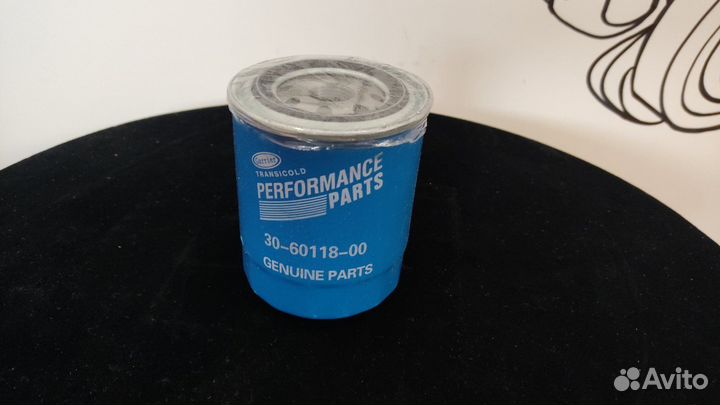 Carrier
TRANSICOLD
PERFORMANCE
PARTS
30-60118-00
GENUINE PARTS
Avito